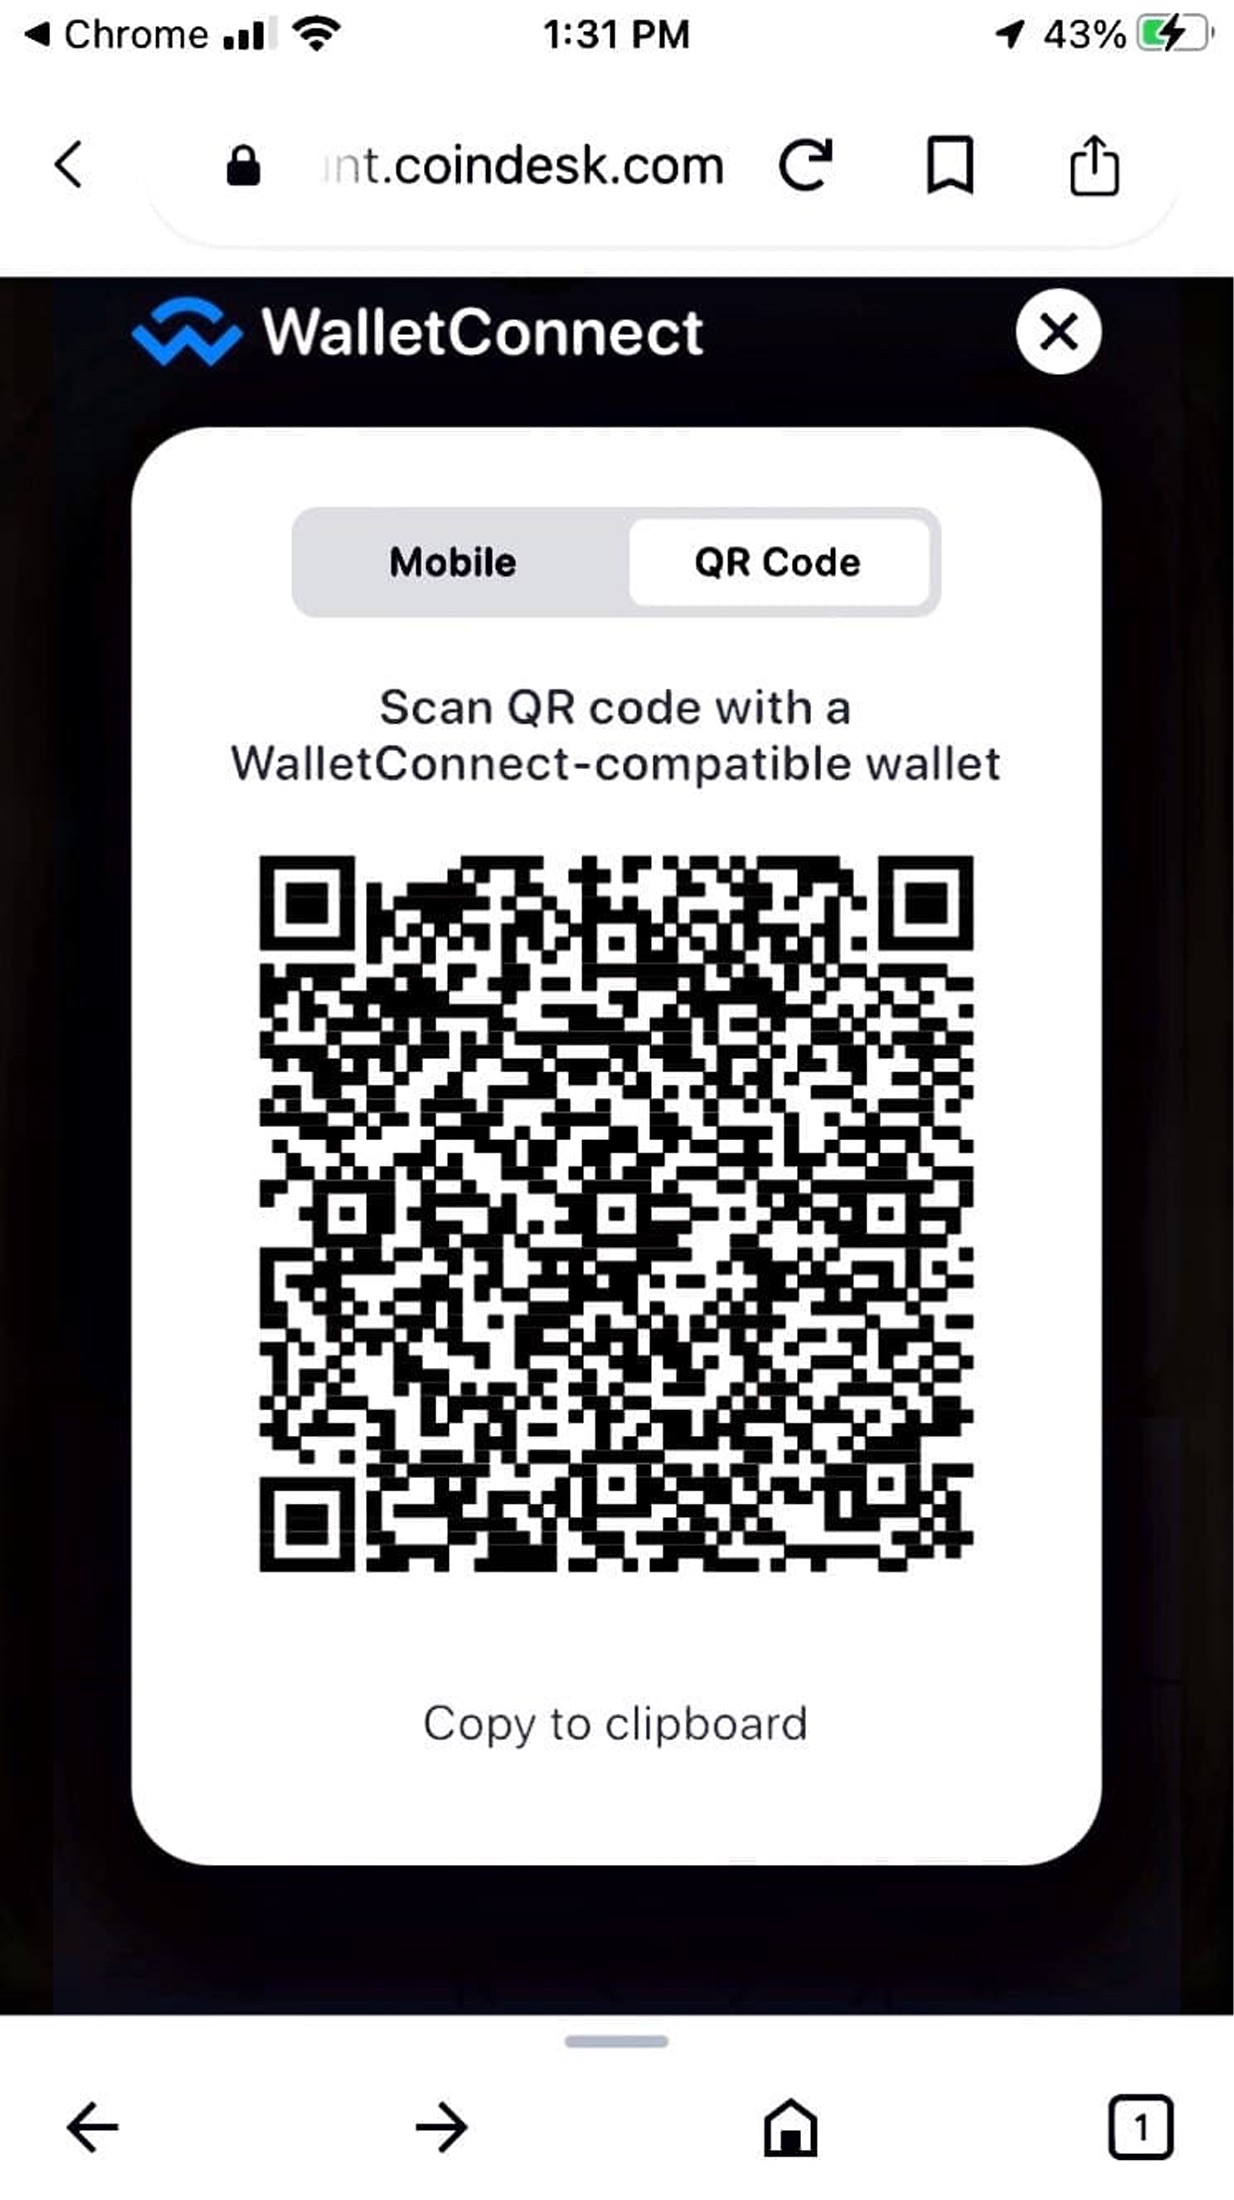 Chrome 1:31 PM 43%
nt.coindesk.com
WalletConnect
Mobile QR Code
Scan QR code with a
WalletConnect-compatible wallet
Copy to clipboard
1